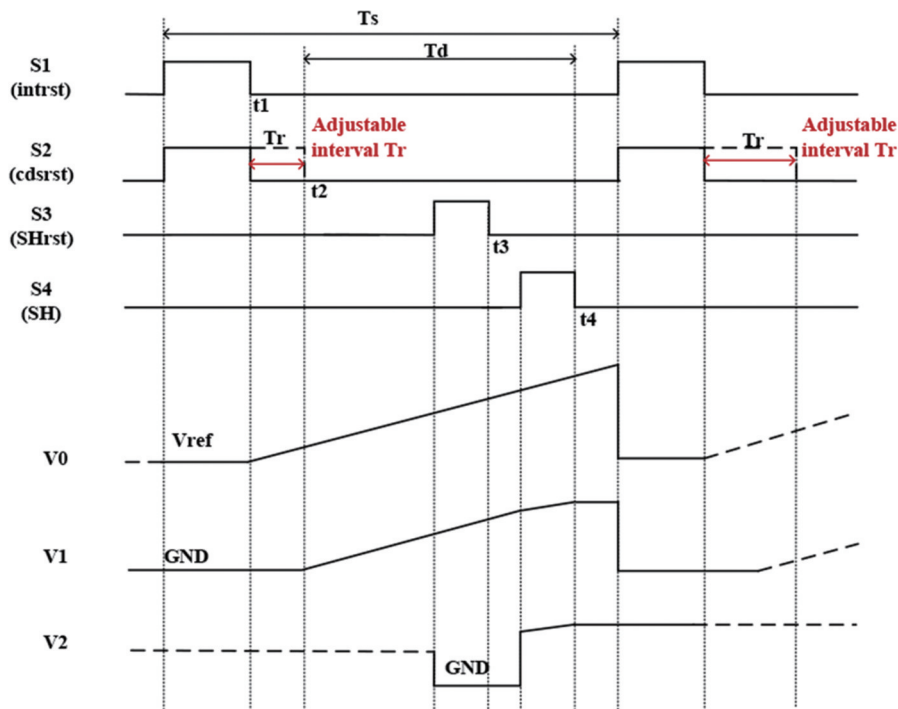 Ts
Td
S1
(intrst)
t1
Adjustable
interval Tr
Tr
S2
(cdsrst)
t2
Tr
Adjustable
interval Tr
S3
(SHrst)
t3
S4
(SH)
t4
Vref
V0
GND
V1
V2
GND